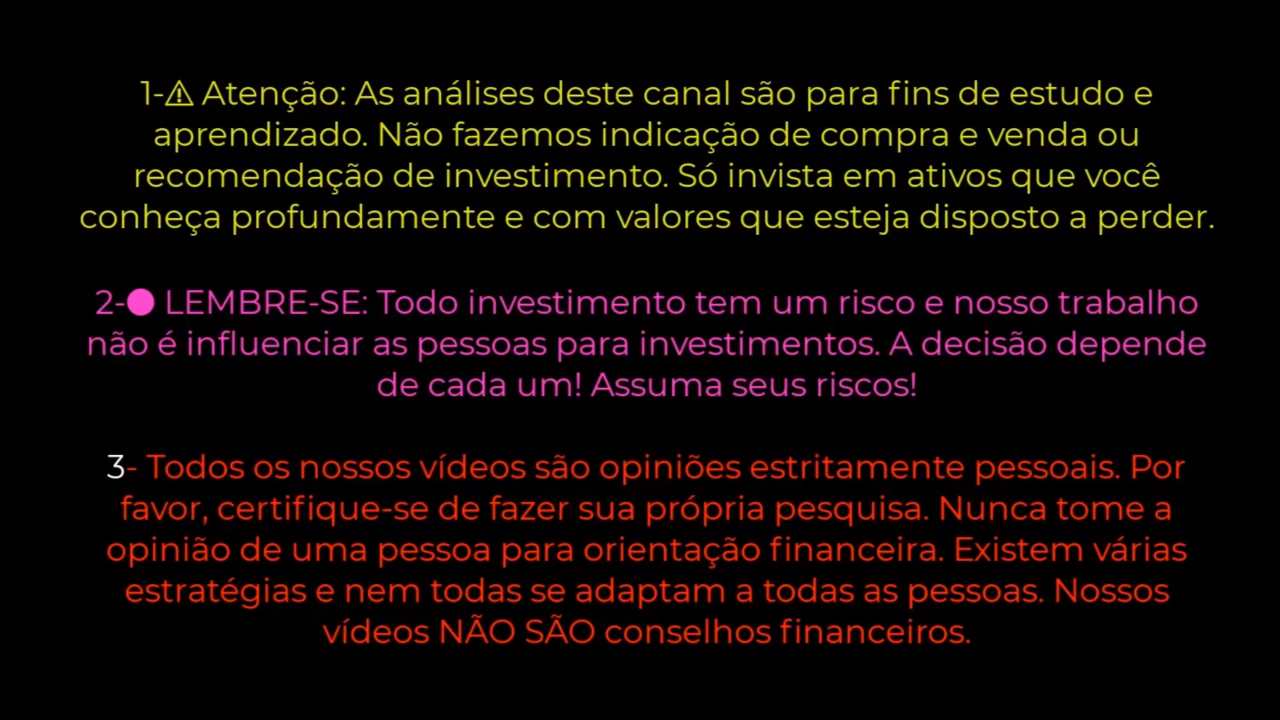 1-⚠ Atenção: As análises deste canal são para fins de estudo e
aprendizado. Não fazemos indicação de compra e venda ou
recomendação de investimento. Só invista em ativos que você
conheça profundamente e com valores que esteja disposto a perder.
2-● LEMBRE-SE: Todo investimento tem um risco e nosso trabalho
não é influenciar as pessoas para investimentos. A decisão depende
de cada um! Assuma seus riscos!
3- Todos os nossos vídeos são opiniões estritamente pessoais. Por
favor, certifique-se de fazer sua própria pesquisa. Nunca tome a
opinião de uma pessoa para orientação financeira. Existem várias
estratégias e nem todas se adaptam a todas as pessoas. Nossos
vídeos NÃO SÃO conselhos financeiros.